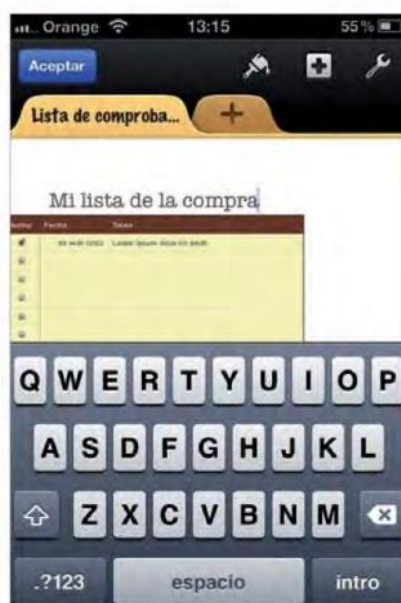 Orange 13:15 55 %
Aceptar
Lista de comproba... +
Mi lista de la compra
Fecha Tarea
Q W E R T Y U I O P
A S D F G H J K L
Z X C V B N M
.?123 espacio intro